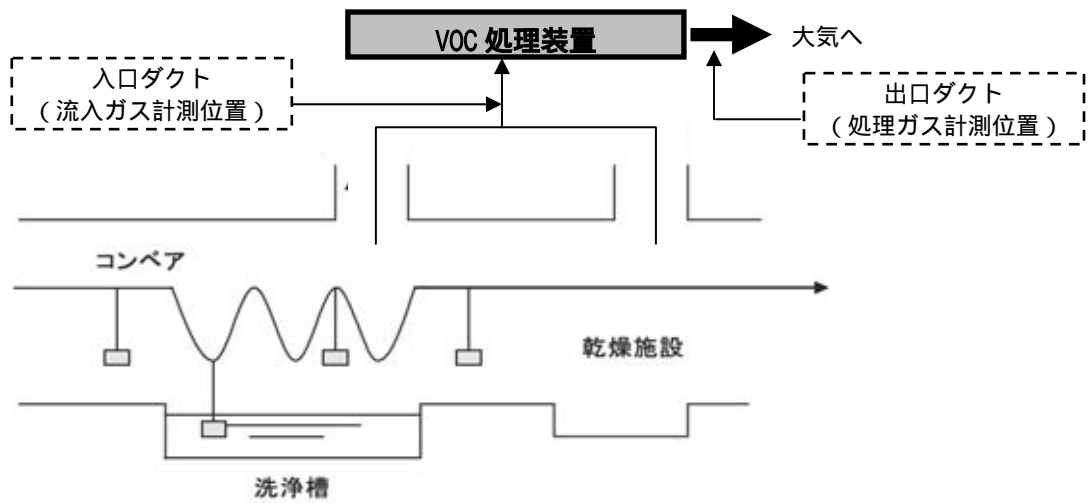 VOC 処理装置
大気へ
入口ダクト
(流入ガス計測位置)
出口ダクト
(処理ガス計測位置)
コンベア
乾燥施設
洗浄槽